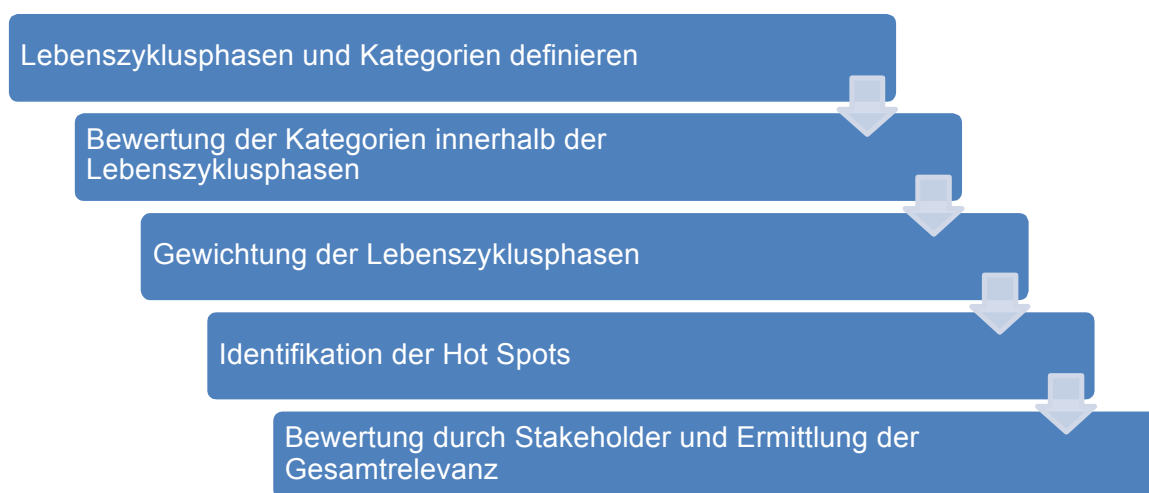 Lebenszyklusphasen und Kategorien definieren
Bewertung der Kategorien innerhalb der
Lebenszyklusphasen
Gewichtung der Lebenszyklusphasen
Identifikation der Hot Spots
Bewertung durch Stakeholder und Ermittlung der
Gesamtrelevanz